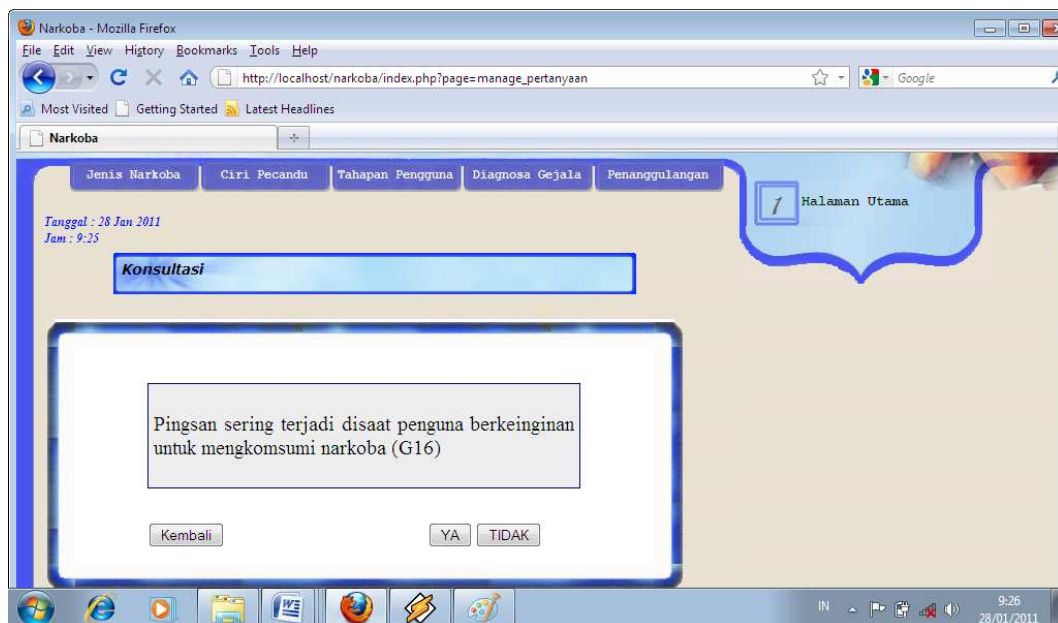 Narkoba - Mozilla Firefox
File Edit View History Bookmarks Tools Help
http://localhost/narkoba/index.php?page=manage_pertanyaan
Google
Most Visited Getting Started Latest Headlines
Narkoba
Jenis Narkoba Ciri Pecandu Tahapan Pengguna Diagnosa Gejala Penanggulangan
1 Halaman Utama
Tanggal : 28 Jan 2011
Jam : 9:25
Konsultasi
Pingsan sering terjadi disaat penguna berkeinginan
untuk mengkomsumi narkoba (G16)
Kembali YA TIDAK
IN 9:26
28/01/2011